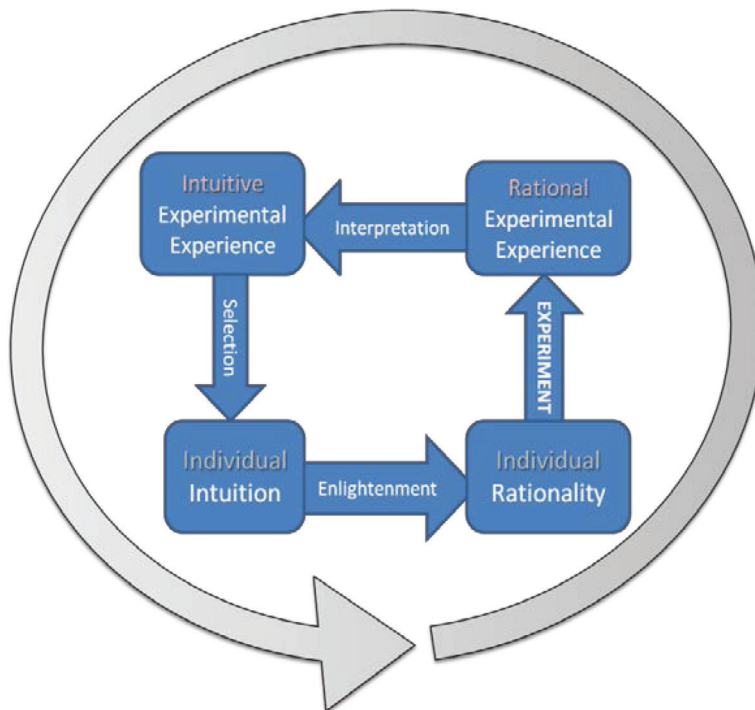 Intuitive
Experimental
Experience
Interpretation
Rational
Experimental
Experience
Selection
EXPERIMENT
Individual
Intuition
Enlightenment
Individual
Rationality